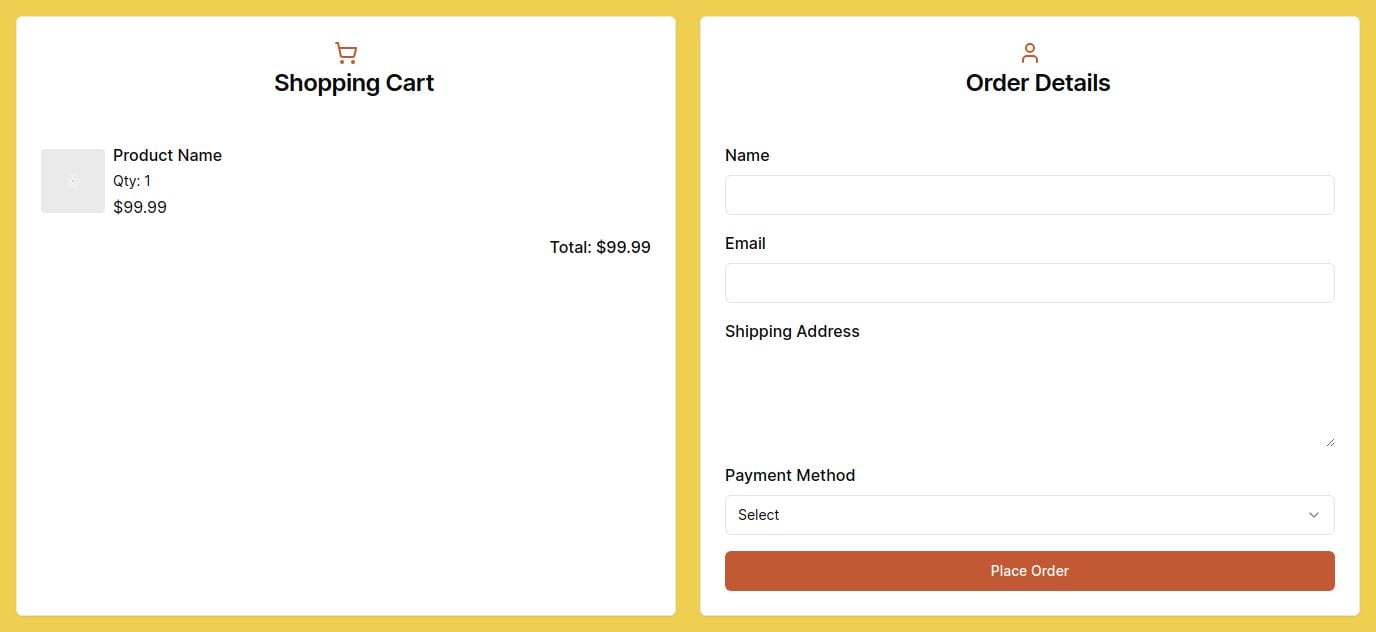 Shopping Cart
Product Name
Qty: 1
$99.99
Total: $99.99
Order Details
Name
Email
Shipping Address
Payment Method
Select
Place Order